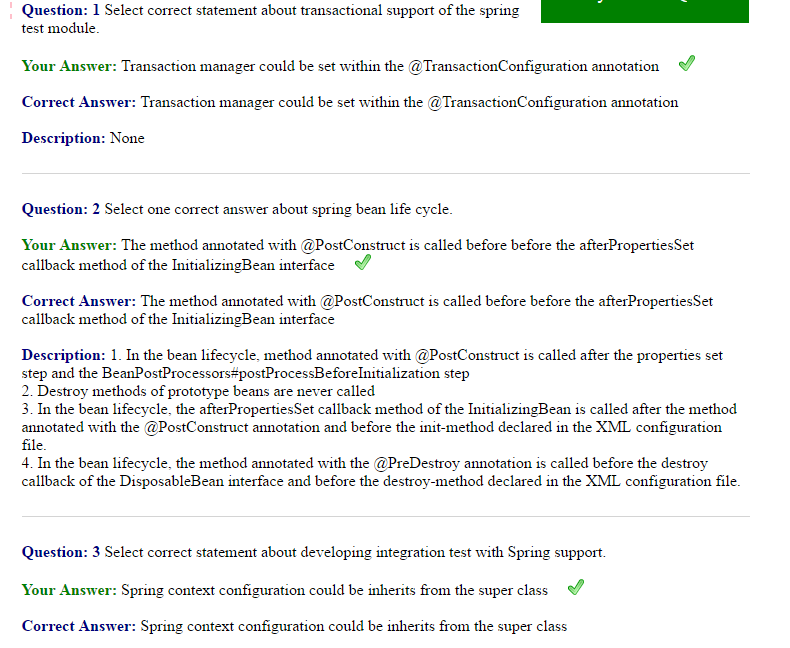 Question: 1 Select correct statement about transactional support of the spring
test module.
Your Answer: Transaction manager could be set within the @TransactionConfiguration annotation
Correct Answer: Transaction manager could be set within the @TransactionConfiguration annotation
Description: None
Question: 2 Select one correct answer about spring bean life cycle.
Your Answer: The method annotated with @PostConstruct is called before before the afterPropertiesSet
callback method of the InitializingBean interface
Correct Answer: The method annotated with @PostConstruct is called before before the afterPropertiesSet
callback method of the InitializingBean interface
Description: 1. In the bean lifecycle, method annotated with @PostConstruct is called after the properties set
step and the BeanPostProcessors#postProcessBeforeInitialization step
2. Destroy methods of prototype beans are never called
3. In the bean lifecycle, the afterPropertiesSet callback method of the InitializingBean is called after the method
annotated with the @PostConstruct annotation and before the init-method declared in the XML configuration
file.
4. In the bean lifecycle, the method annotated with the @PreDestroy annotation is called before the destroy
callback of the DisposableBean interface and before the destroy-method declared in the XML configuration file.
Question: 3 Select correct statement about developing integration test with Spring support.
Your Answer: Spring context configuration could be inherits from the super class
Correct Answer: Spring context configuration could be inherits from the super class